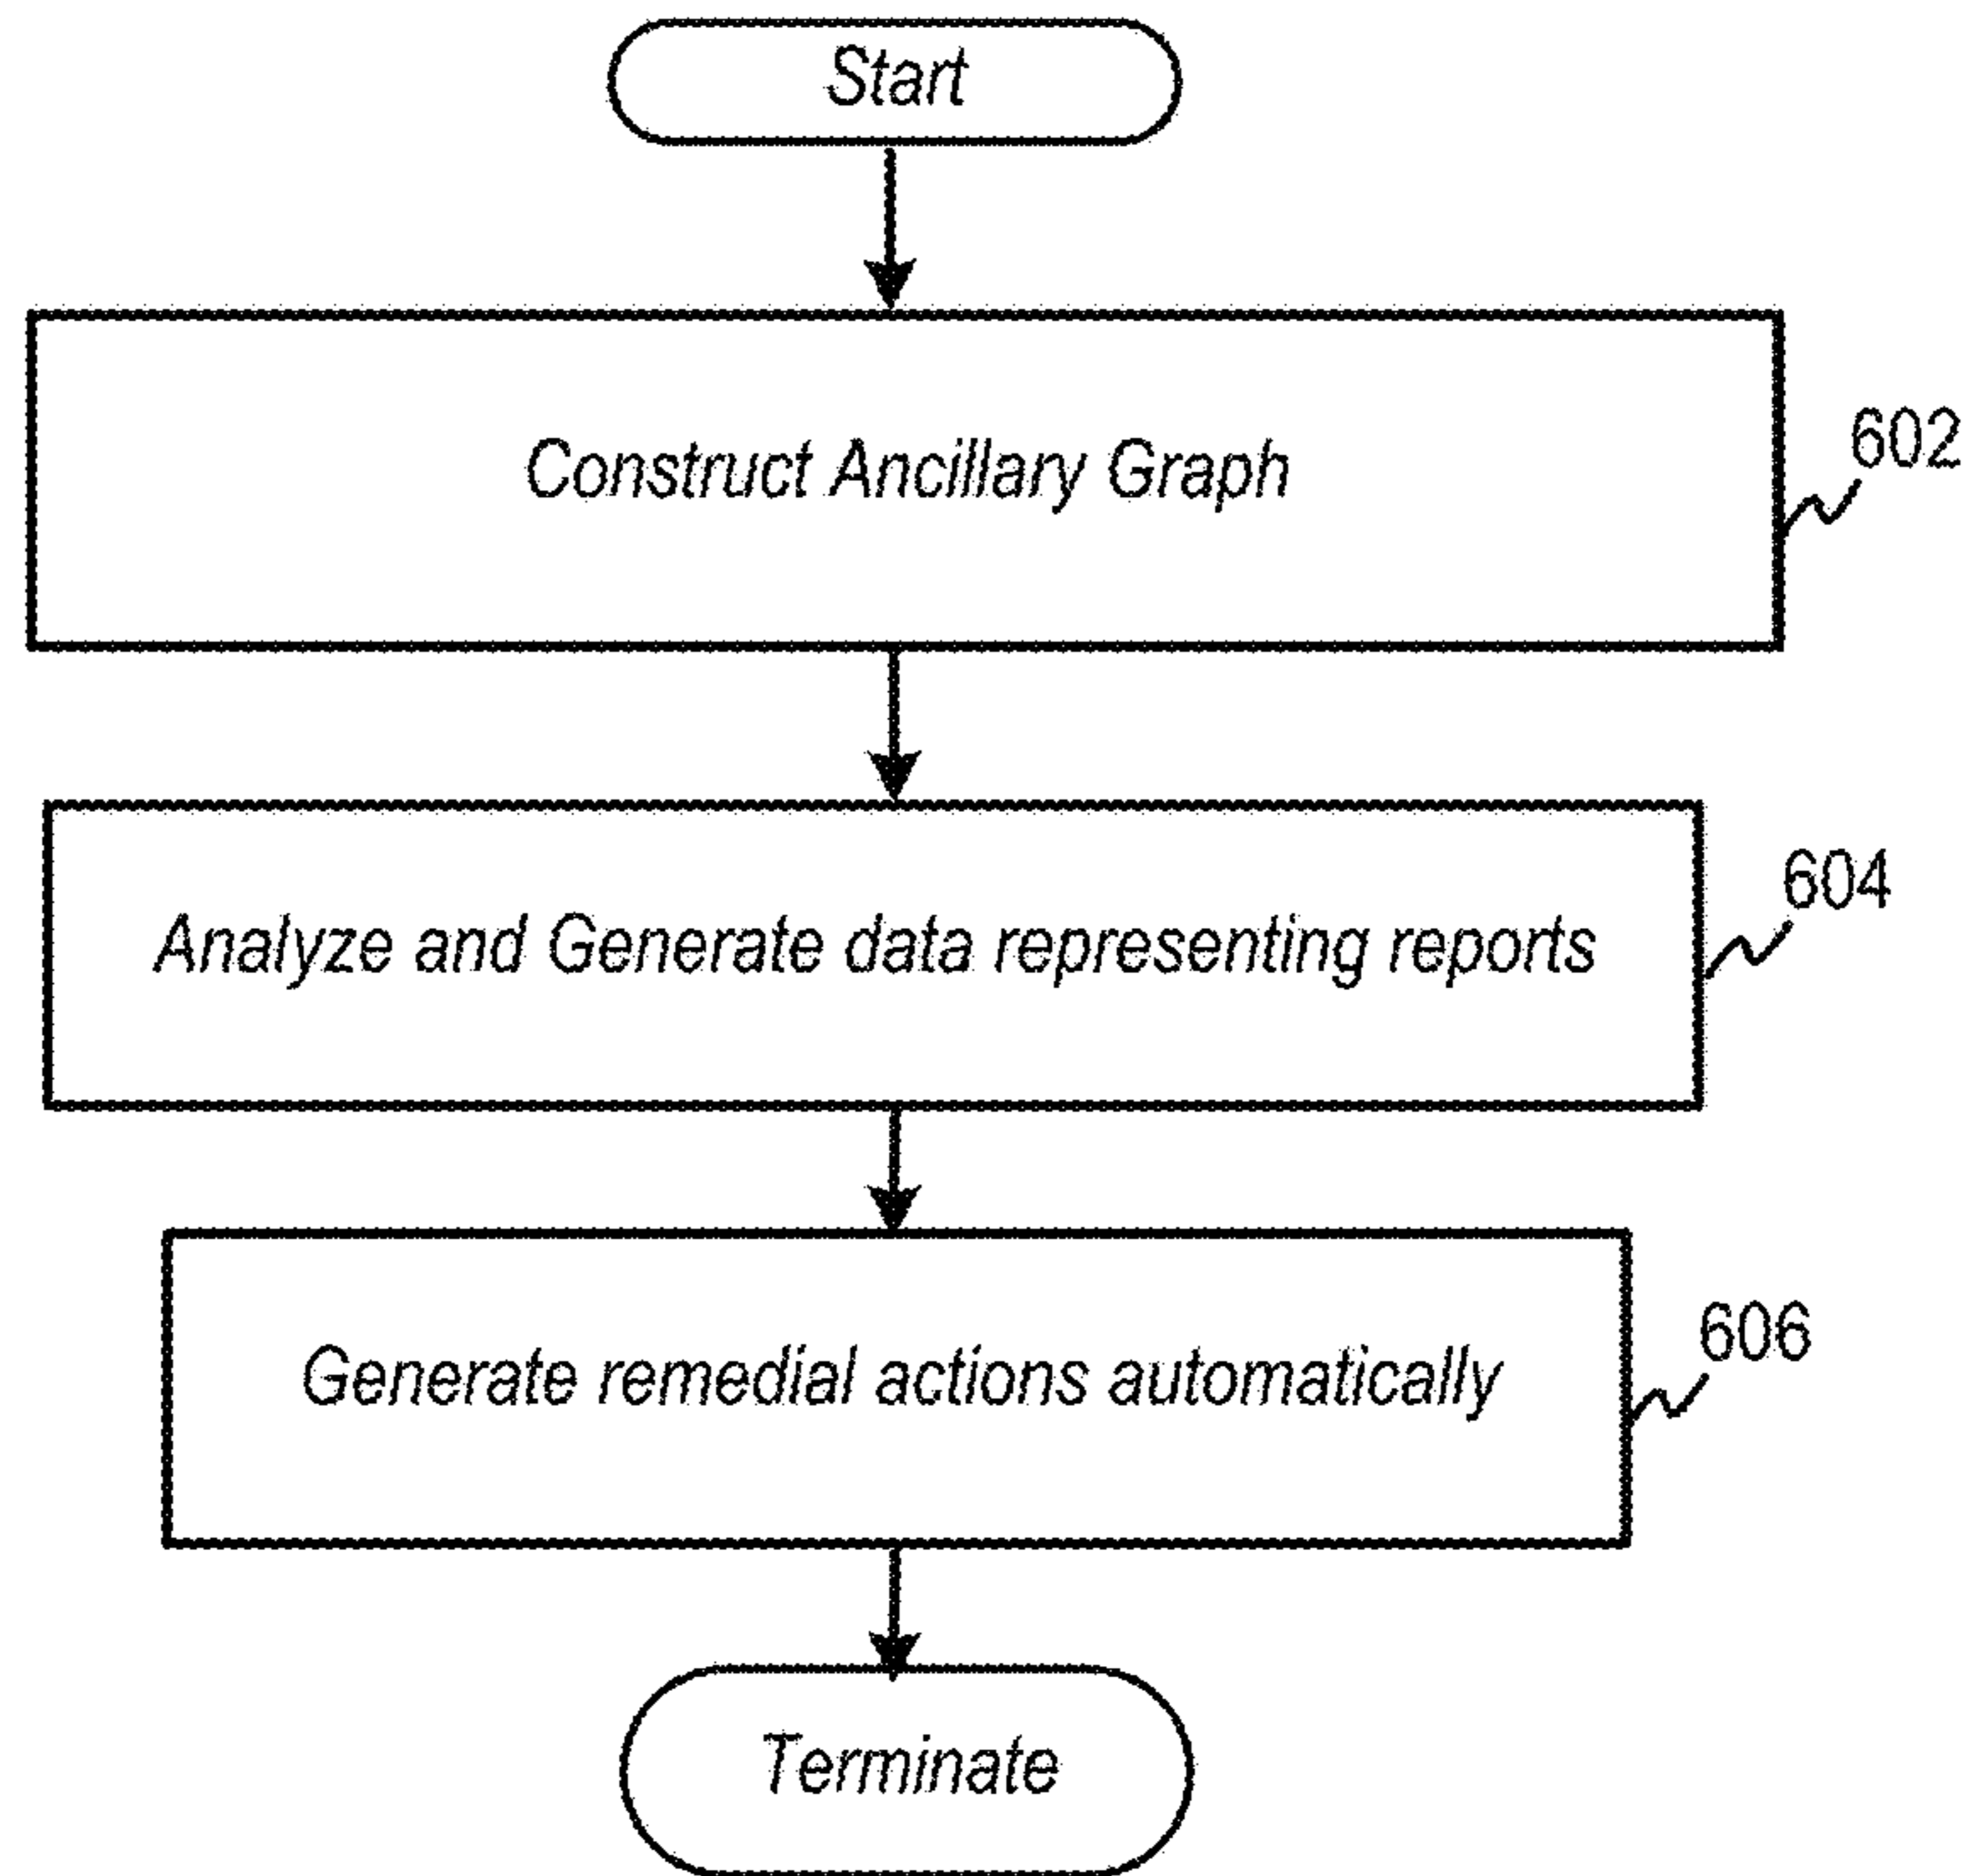 Start
Construct Ancillary Graph
602
Analyze and Generate data representing reports
604
Generate remedial actions automatically
606
Terminate